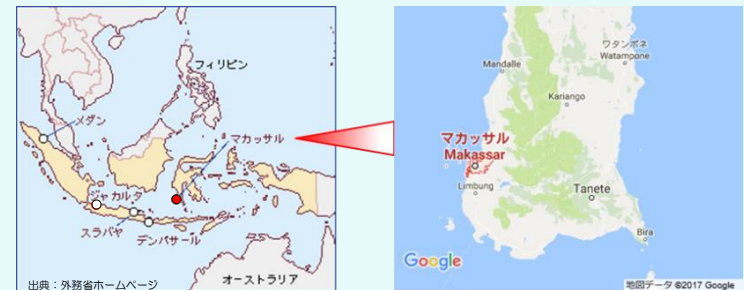 フィリピン
メダン
マカッサル
ジャカルタ
スラバヤ
デンパサール
オーストラリア
出典：外務省ホームページ
ワタンポネ
Watampone
Mandalle
Kariango
マカッサル
Makassar
Limbung
Tanete
Bira
Google
地図データ ©2017 Google